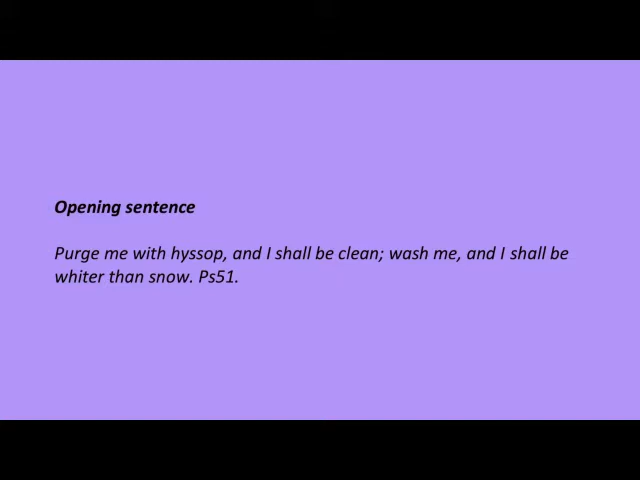 Opening sentence
Purge me with hyssop, and I shall be clean; wash me, and I shall be
whiter than snow. Ps51.